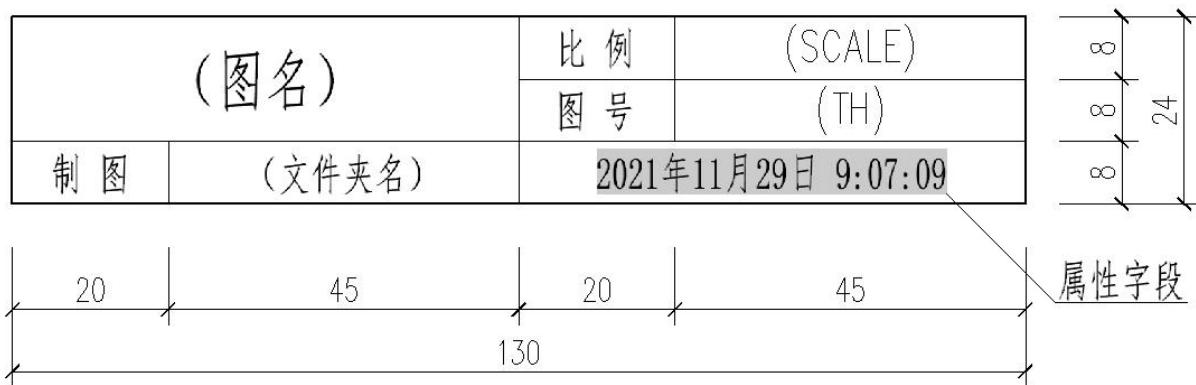 (图名)
比例
(SCALE)
图号
(TH)
制图
(文件夹名)
2021年11月29日 9:07:09
8
8
8
24
属性字段
20
45
20
45
130